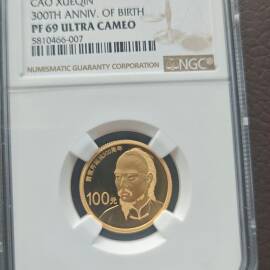 CAO XUEQIN
300TH ANNIV. OF BIRTH
PF 69 ULTRA CAMEO
5810466-007
NUMISMATIC GUARANTY CORPORATION
NGC
100元